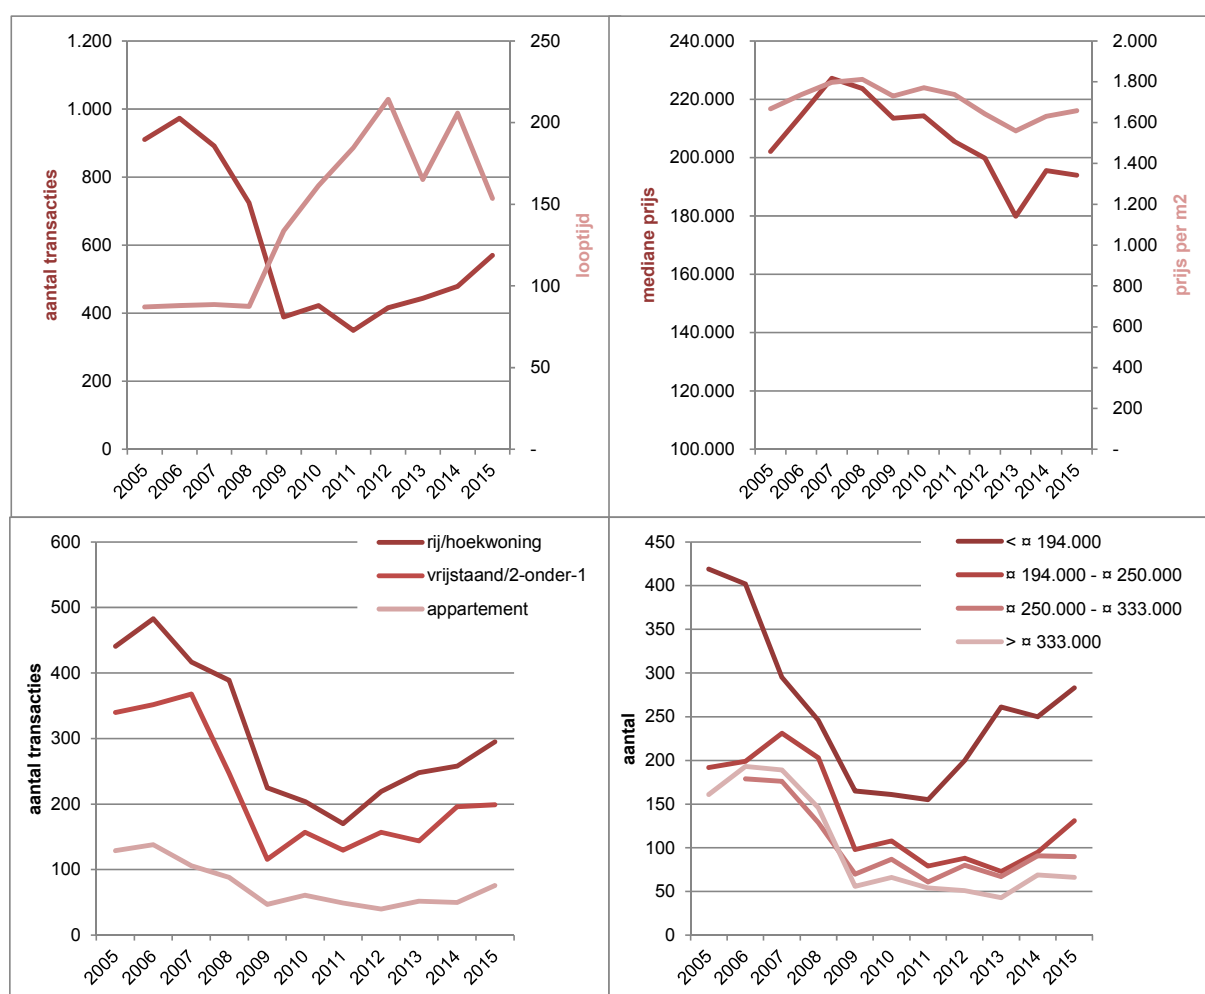 1.200
1.000
800
600
400
200
0
250
200
150
100
50
-
aantal transacties
looptijd
2005 2006 2007 2008 2009 2010 2011 2012 2013 2014 2015
240.000
220.000
200.000
180.000
160.000
140.000
120.000
100.000
2.000
1.800
1.600
1.400
1.200
1.000
800
600
400
200
-
mediane prijs
prijs per m2
2005 2006 2007 2008 2009 2010 2011 2012 2013 2014 2015
600
500
400
300
200
100
0
aantal transacties
rij/hoekwoning
vrijstaand/2-onder-1
appartement
2005 2006 2007 2008 2009 2010 2011 2012 2013 2014 2015
450
400
350
300
250
200
150
100
50
0
aantal
< ¤ 194.000
¤ 194.000 - ¤ 250.000
¤ 250.000 - ¤ 333.000
> ¤ 333.000
2005 2006 2007 2008 2009 2010 2011 2012 2013 2014 2015